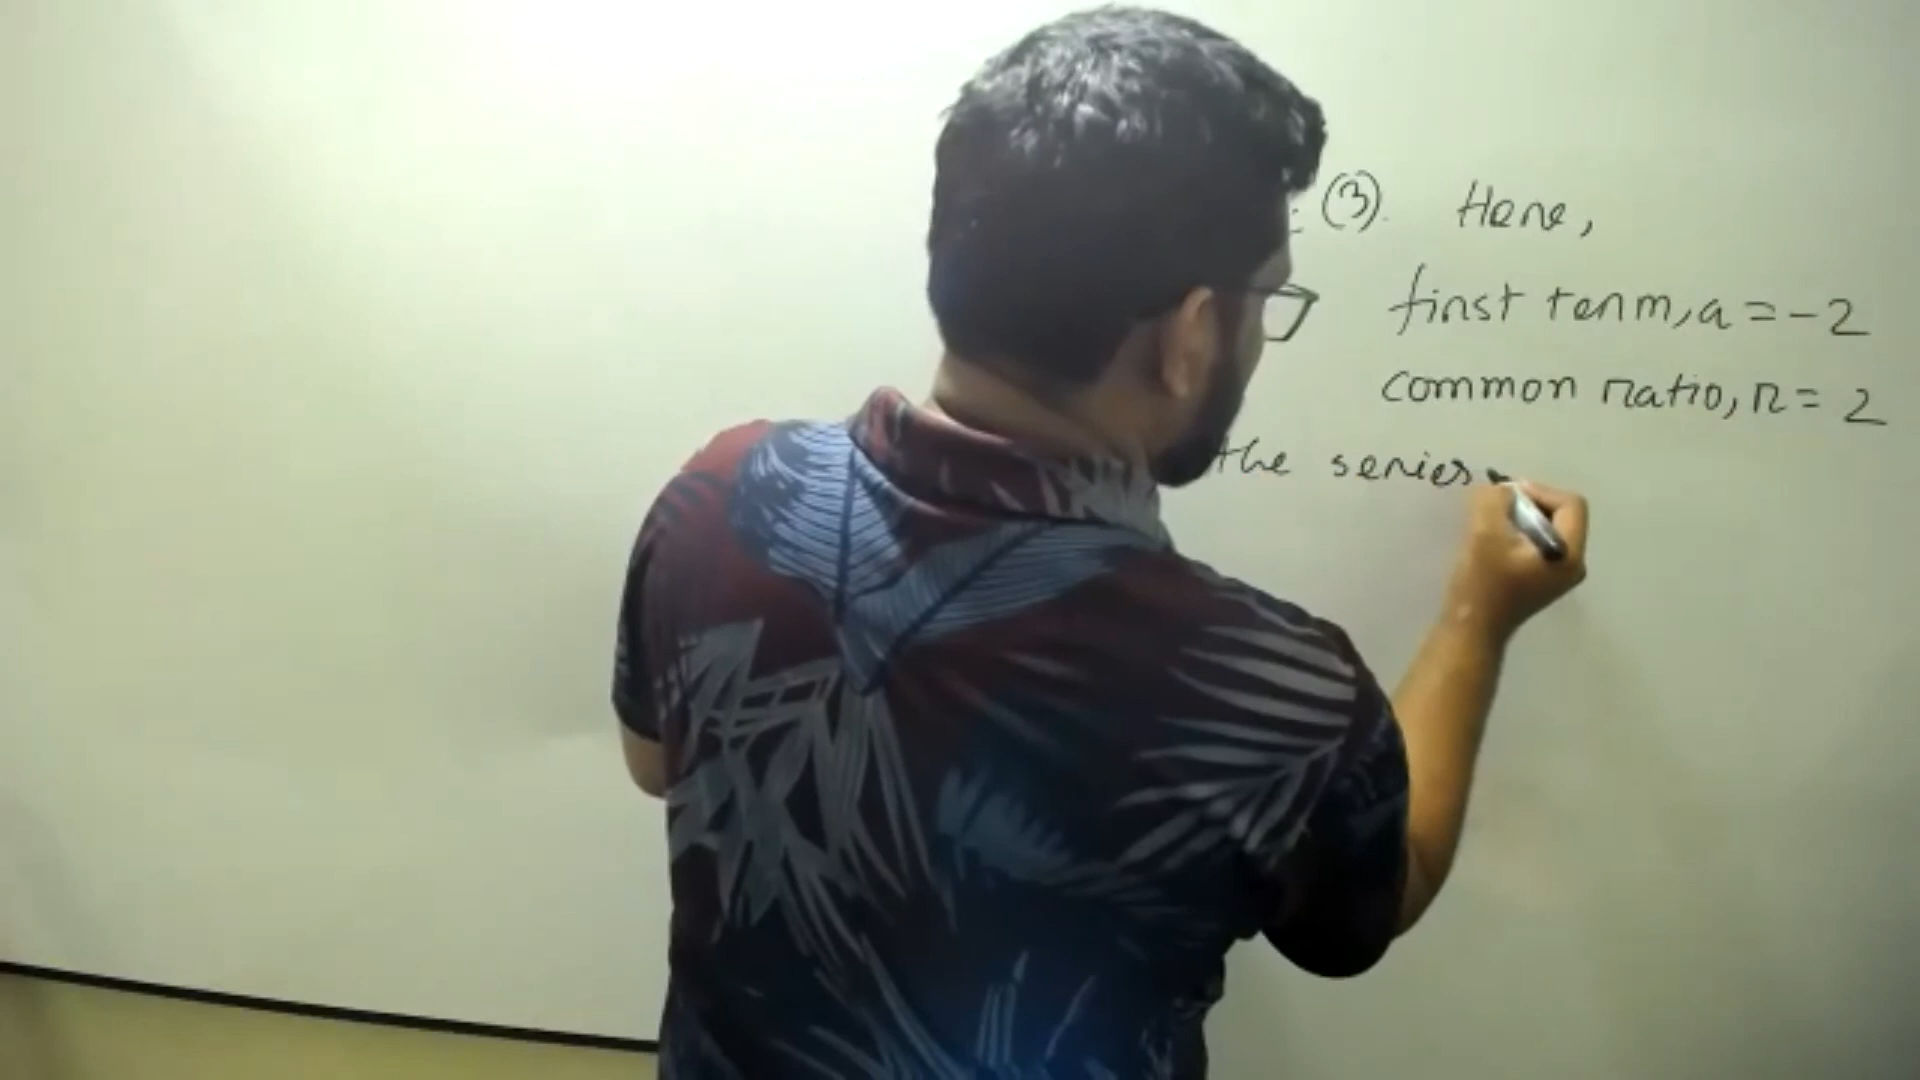 : (3). Here,
first term, a = -2
common ratio, r = 2
the series